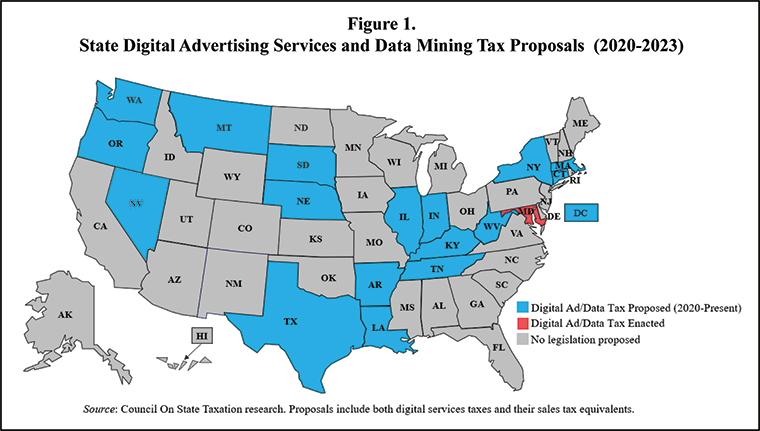 Figure 1.
State Digital Advertising Services and Data Mining Tax Proposals (2020-2023)
WA
MT
ND
MN
ME
VT
NH
OR
ID
SD
WI
MI
NY
MA
CT
RI
WY
NE
IA
PA
NJ
NV
UT
CO
IL
IN
OH
MD
DE
DC
CA
KS
MO
WV
VA
KY
NC
AZ
NM
OK
AR
TN
SC
TX
LA
MS
AL
GA
AK
HI
FL
Digital Ad/Data Tax Proposed (2020-Present)
Digital Ad/Data Tax Enacted
No legislation proposed
Source: Council On State Taxation research. Proposals include both digital services taxes and their sales tax equivalents.